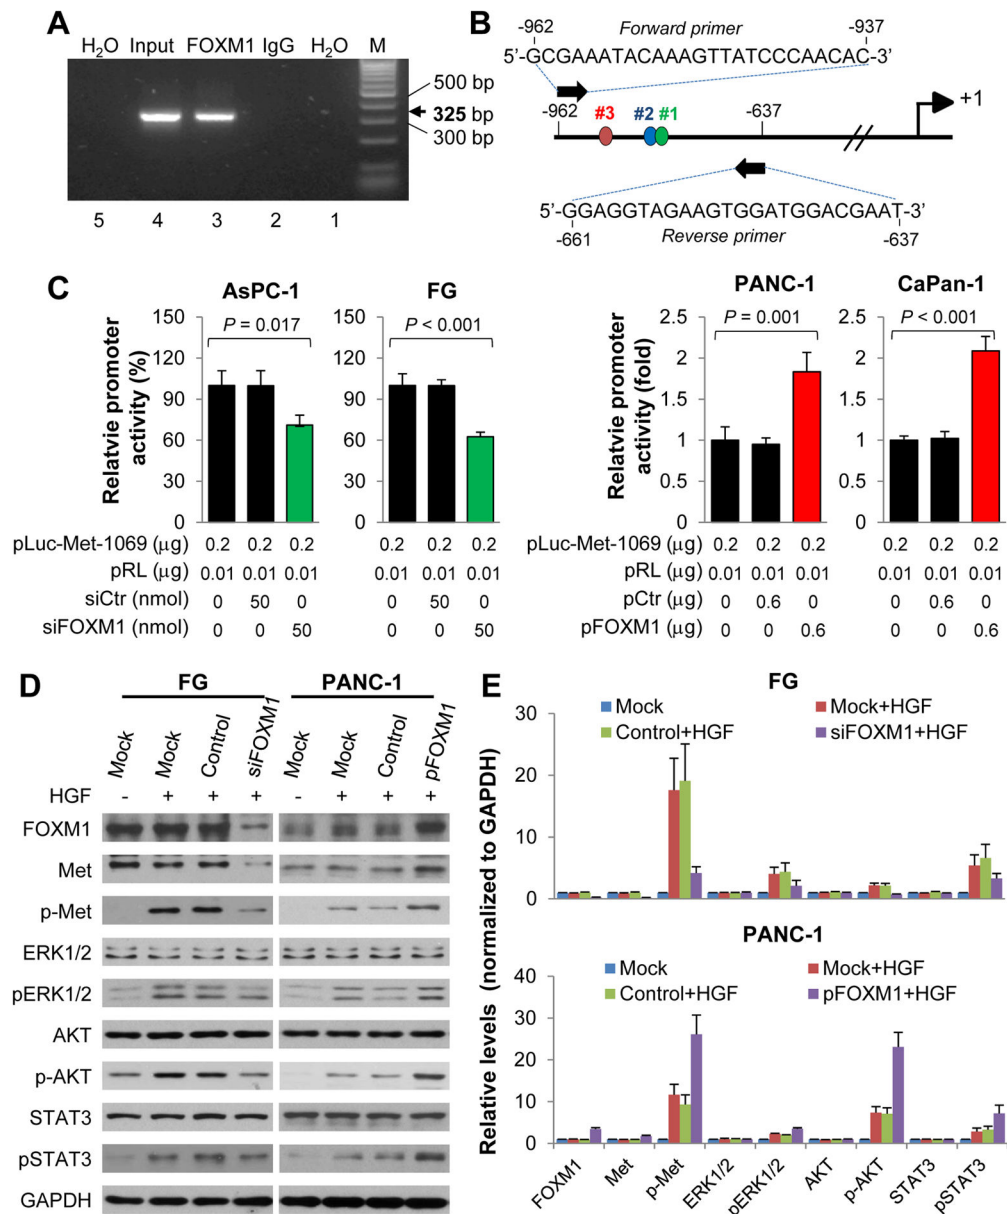 A
H2O Input FOXM1 IgG H2O M
500 bp
325 bp
300 bp
5 4 3 2 1
B
-962 Forward primer -937
5’-GCGAAATACAAAGTTATCCCAACAC-3’
-962 #3 #2 #1 -637 +1
5’-GGAGGTAGAAGTGGATGGACGAAT-3’
-661 Reverse primer -637
C
AsPC-1
P = 0.017
Relatvie promoter activity (%)
150
120
90
60
30
0
FG
P < 0.001
150
120
90
60
30
0
pLuc-Met-1069 (µg) 0.2 0.2 0.2 0.2 0.2 0.2
pRL (µg) 0.01 0.01 0.01 0.01 0.01 0.01
siCtr (nmol) 0 50 0 0 50 0
siFOXM1 (nmol) 0 0 50 0 0 50
PANC-1
P = 0.001
Relatvie promoter activity (fold)
2.5
2
1.5
1
0.5
0
CaPan-1
P < 0.001
2.5
2
1.5
1
0.5
0
pLuc-Met-1069 (µg) 0.2 0.2 0.2 0.2 0.2 0.2
pRL (µg) 0.01 0.01 0.01 0.01 0.01 0.01
pCtr (µg) 0 0.6 0 0 0.6 0
pFOXM1 (µg) 0 0 0.6 0 0 0.6
D
FG PANC-1
Mock Mock Control siFOXM1 Mock Mock Control pFOXM1
HGF - + + + - + + +
FOXM1
Met
p-Met
ERK1/2
pERK1/2
AKT
p-AKT
STAT3
pSTAT3
GAPDH
E
FG
Mock Mock+HGF
Control+HGF siFOXM1+HGF
30
20
10
0
Relative levels (normalized to GAPDH)
PANC-1
Mock Mock+HGF
Control+HGF pFOXM1+HGF
40
30
20
10
0
FOXM1 Met p-Met ERK1/2 pERK1/2 AKT p-AKT STAT3 pSTAT3